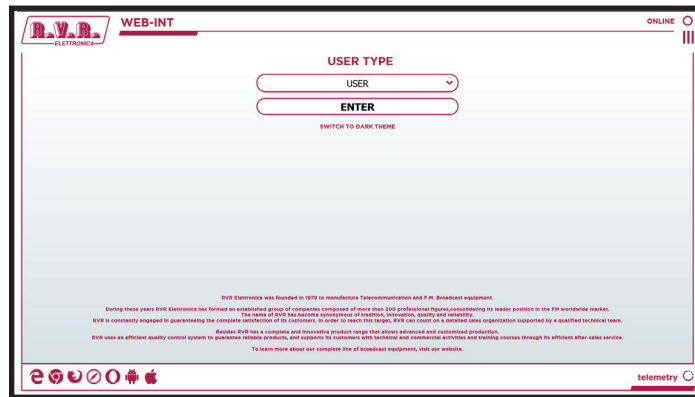 R.V.R.
ELETTRONICA
WEB-INT
ONLINE
USER TYPE
USER
ENTER
SWITCH TO DARK THEME
RVR Elettronica was founded in 1979 to manufacture Telecommunication and F.M. Broadcast equipment.
During these years RVR Elettronica has formed an established group of companies composed of more than 200 professional figures,consolidating its leader position in the FM worldwide market.
The name of RVR has become synonymous of tradition, innovation, quality and reliability.
RVR is constantly engaged in guaranteeing the complete satisfaction of its customers. In order to reach this target, RVR can count on a detailed sales organization supported by a qualified technical team.
Besides RVR has a complete and innovative product range that allows advanced and customised production.
RVR uses an efficient quality control system to guarantee reliable products, and supports its customers with technical and commercial activities and training courses through its efficient after-sales service.
To learn more about our complete line of broadcast equipment, visit our website.
telemetry